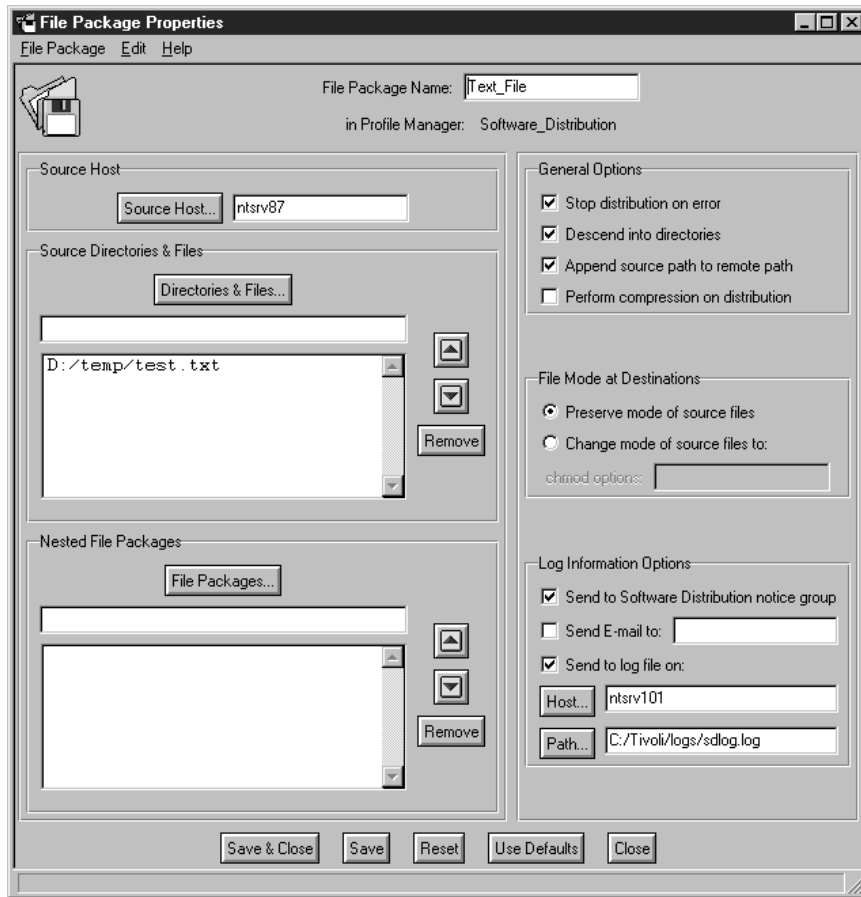 File Package Properties
File Package Edit Help
File Package Name: Text_File
in Profile Manager: Software_Distribution
Source Host
Source Host... ntsrv87
Source Directories & Files
Directories & Files...
D:/temp/test.txt
Remove
Nested File Packages
File Packages...
Remove
General Options
Stop distribution on error
Descend into directories
Append source path to remote path
Perform compression on distribution
File Mode at Destinations
Preserve mode of source files
Change mode of source files to:
chmod options:
Log Information Options
Send to Software Distribution notice group
Send E-mail to:
Send to log file on:
Host... ntsrv101
Path... C:/Tivoli/logs/sdlog.log
Save & Close Save Reset Use Defaults Close